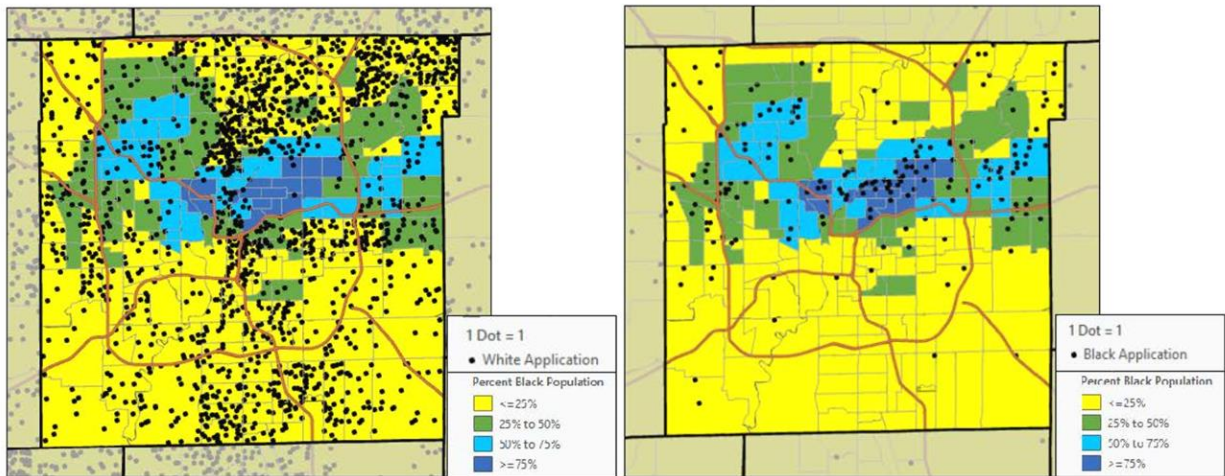 1 Dot = 1
White Application
Percent Black Population
<=25%
25% to 50%
50% to 75%
>=75%
1 Dot = 1
Black Application
Percent Black Population
<=25%
25% to 50%
50% to 75%
>=75%